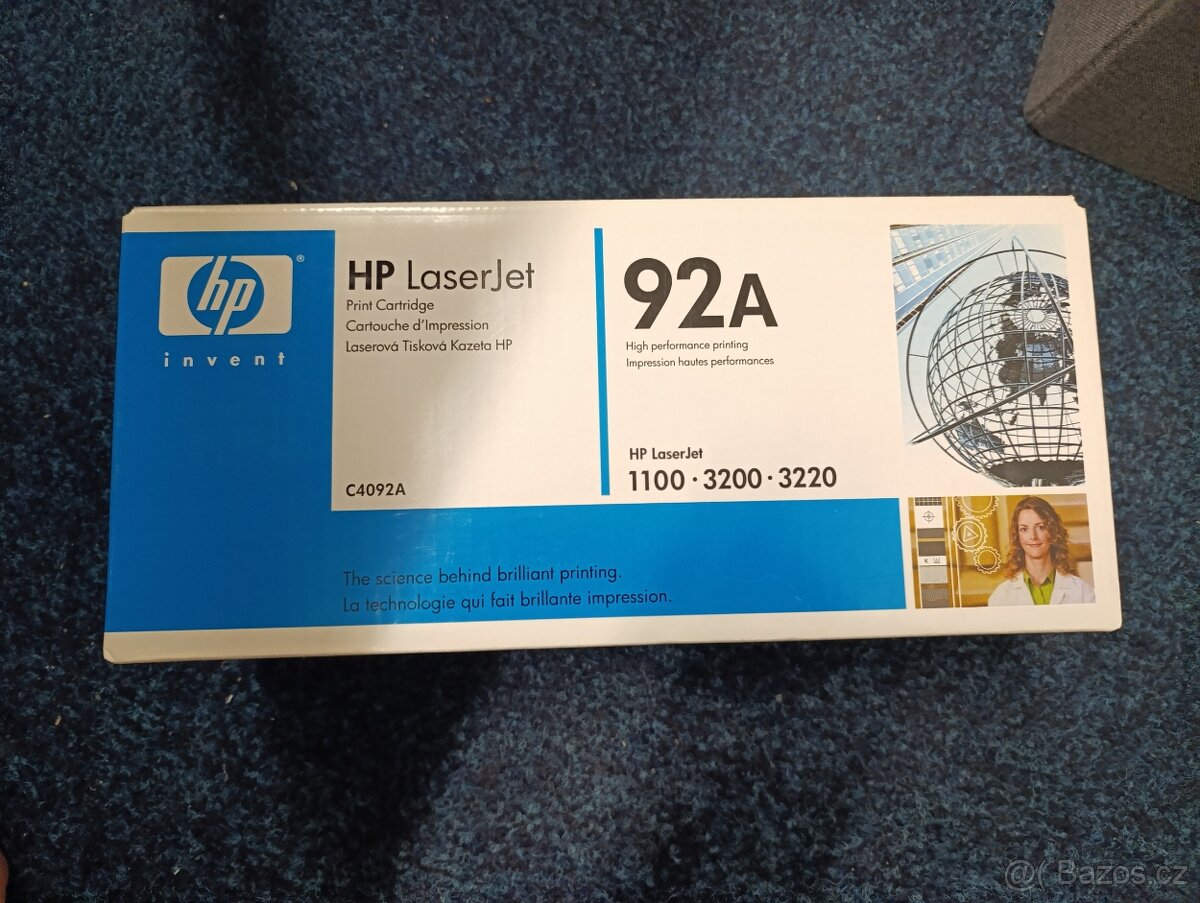 hp®
invent
HP LaserJet
Print Cartridge
Cartouche d'Impression
Laserová Tisková Kazeta HP
C4092A
92A
High performance printing
Impression hautes performances
HP LaserJet
1100 · 3200 · 3220
The science behind brilliant printing.
La technologie qui fait brillante impression.
@( Bazos.cz